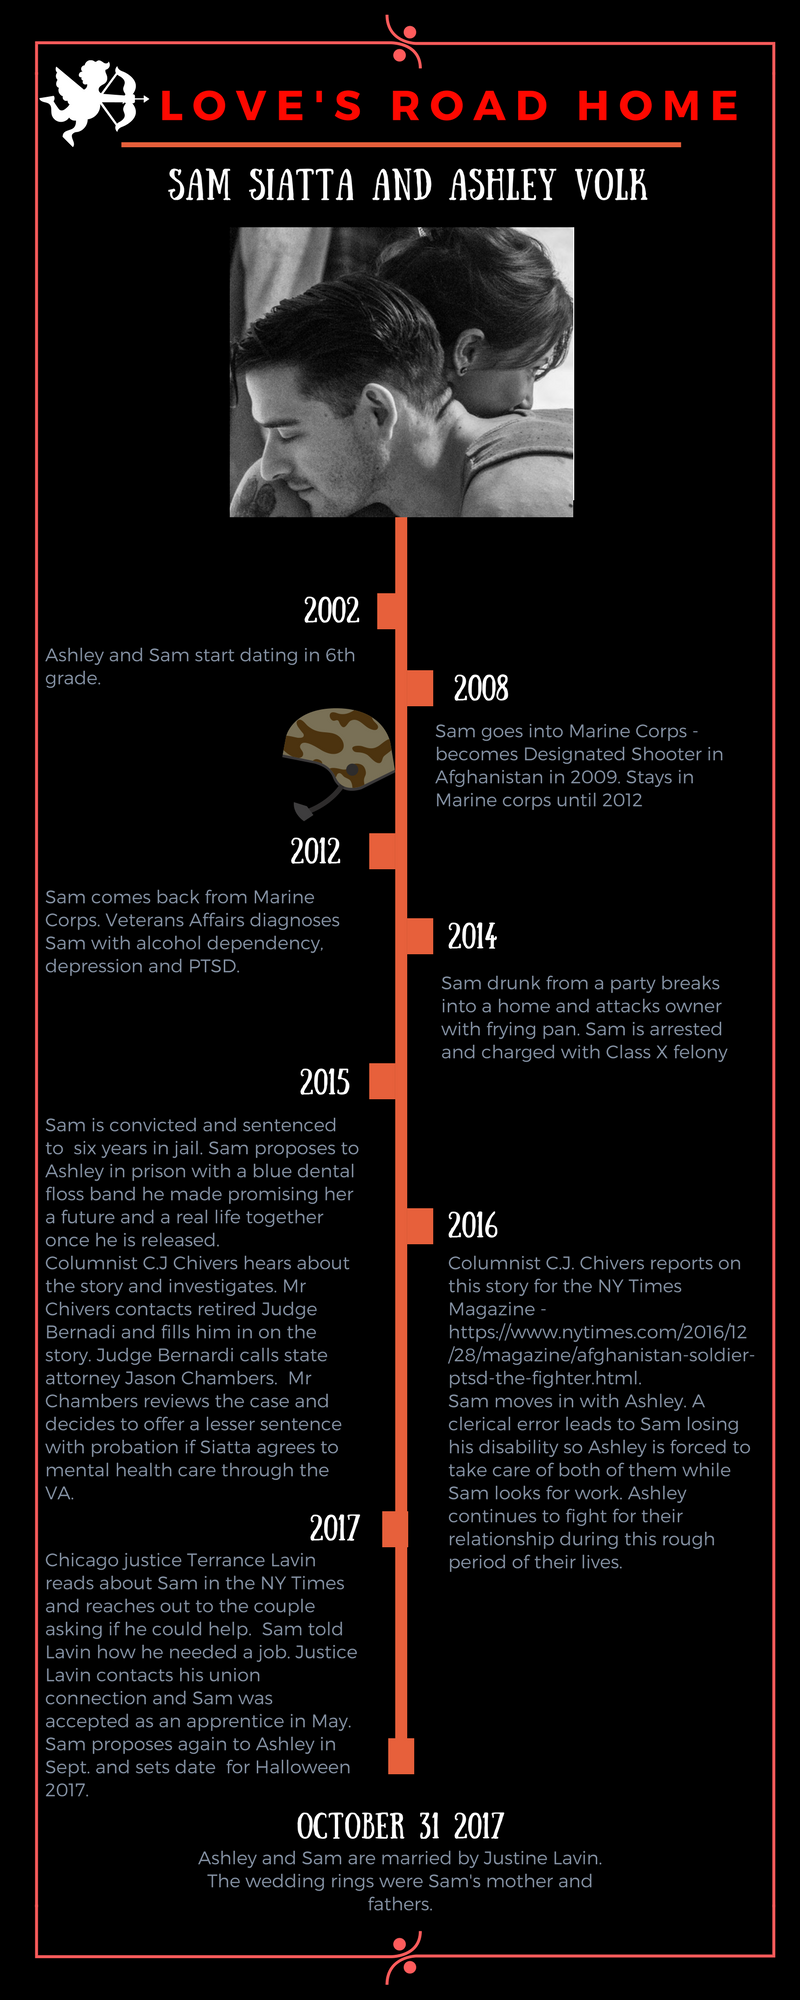 LOVE'S ROAD HOME
SAM SIATTA AND ASHLEY VOLK
2002
Ashley and Sam start dating in 6th
grade.
2008
Sam goes into Marine Corps -
becomes Designated Shooter in
Afghanistan in 2009. Stays in
Marine corps until 2012
2012
Sam comes back from Marine
Corps. Veterans Affairs diagnoses
Sam with alcohol dependency,
depression and PTSD.
2014
Sam drunk from a party breaks
into a home and attacks owner
with frying pan. Sam is arrested
and charged with Class X felony
2015
Sam is convicted and sentenced
to  six years in jail. Sam proposes to
Ashley in prison with a blue dental
floss band he made promising her
a future and a real life together
once he is released.
Columnist C.J Chivers hears about
the story and investigates. Mr
Chivers contacts retired Judge
Bernadi and fills him in on the
story. Judge Bernardi calls state
attorney Jason Chambers.  Mr
Chambers reviews the case and
decides to offer a lesser sentence
with probation if Siatta agrees to
mental health care through the
VA.
2016
Columnist C.J. Chivers reports on
this story for the NY Times
Magazine -
https://www.nytimes.com/2016/12
/28/magazine/afghanistan-soldier-
ptsd-the-fighter.html.
Sam moves in with Ashley. A
clerical error leads to Sam losing
his disability so Ashley is forced to
take care of both of them while
Sam looks for work. Ashley
continues to fight for their
relationship during this rough
period of their lives.
2017
Chicago justice Terrance Lavin
reads about Sam in the NY Times
and reaches out to the couple
asking if he could help.  Sam told
Lavin how he needed a job. Justice
Lavin contacts his union
connection and Sam was
accepted as an apprentice in May.
Sam proposes again to Ashley in
Sept. and sets date  for Halloween
2017.
OCTOBER 31 2017
Ashley and Sam are married by Justine Lavin.
The wedding rings were Sam's mother and
fathers.